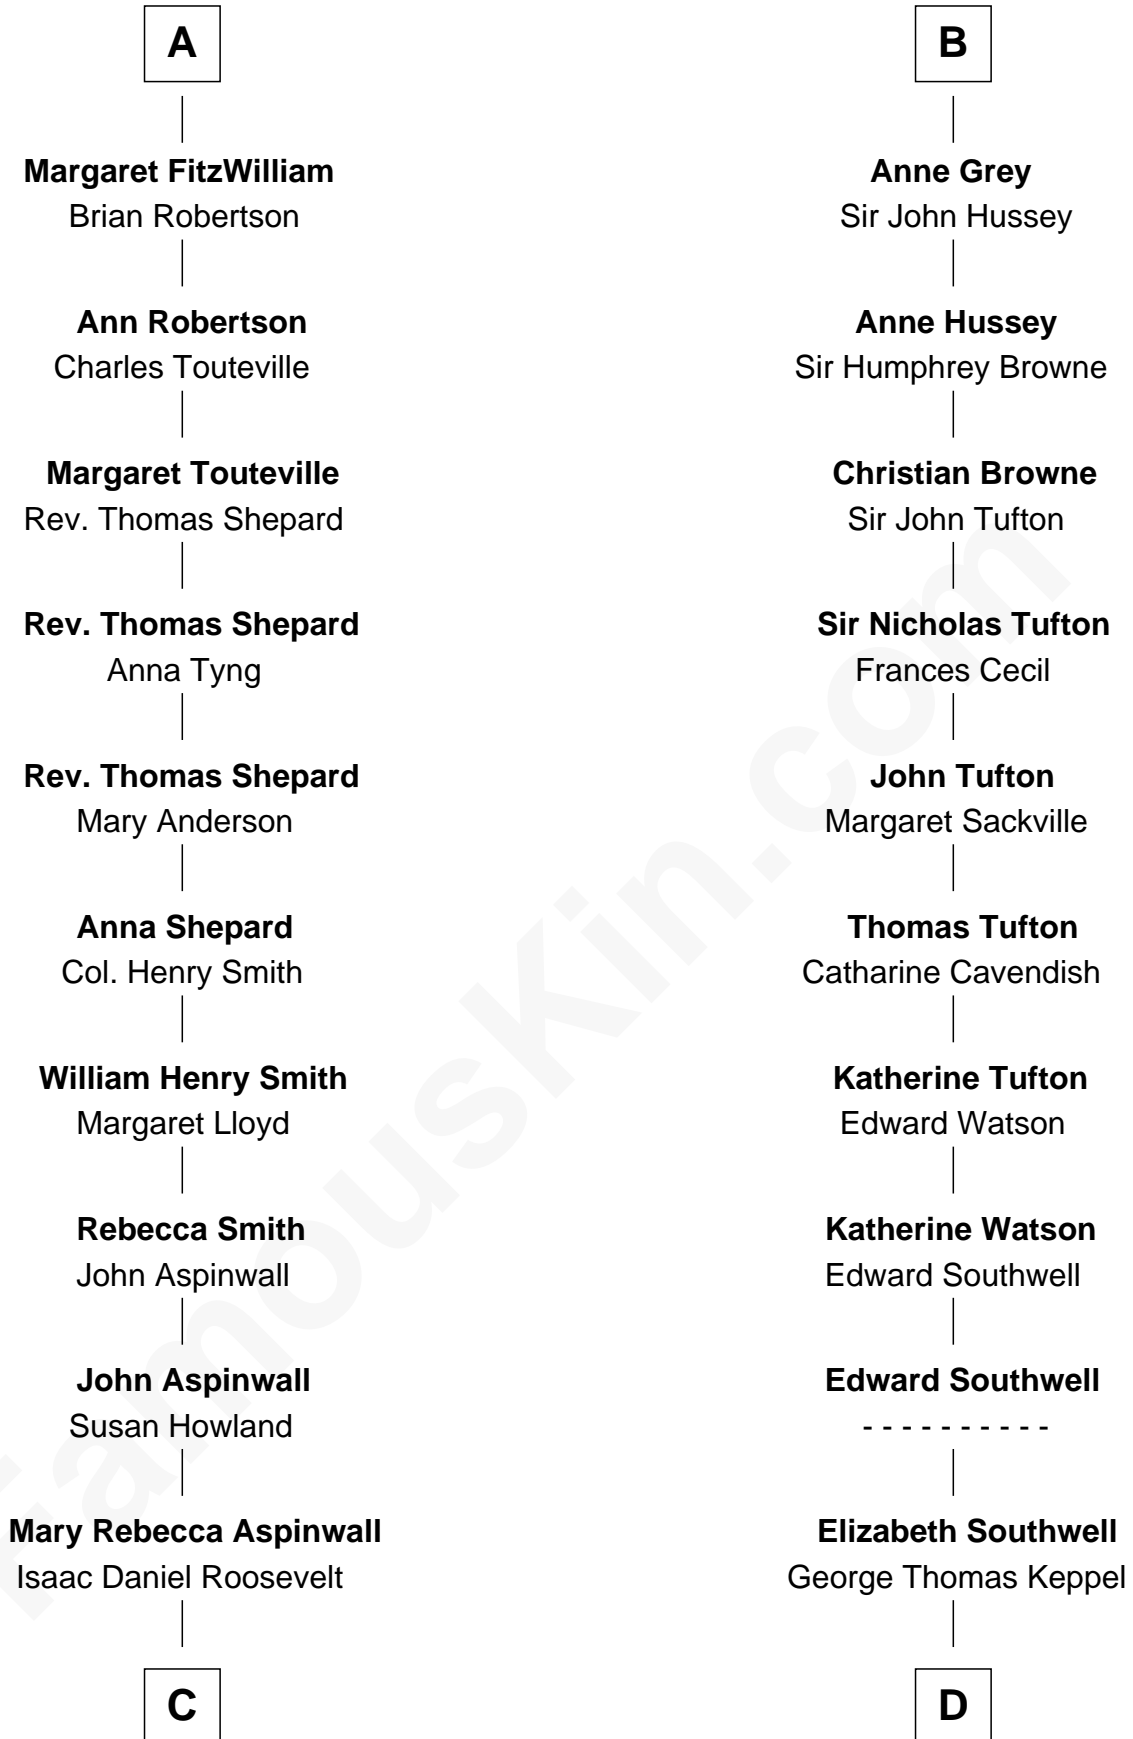 A
Margaret FitzWilliam
Brian Robertson
Ann Robertson
Charles Touteville
Margaret Touteville
Rev. Thomas Shepard
Rev. Thomas Shepard
Anna Tyng
Rev. Thomas Shepard
Mary Anderson
Anna Shepard
Col. Henry Smith
William Henry Smith
Margaret Lloyd
Rebecca Smith
John Aspinwall
John Aspinwall
Susan Howland
Mary Rebecca Aspinwall
Isaac Daniel Roosevelt
C
B
Anne Grey
Sir John Hussey
Anne Hussey
Sir Humphrey Browne
Christian Browne
Sir John Tufton
Sir Nicholas Tufton
Frances Cecil
John Tufton
Margaret Sackville
Thomas Tufton
Catharine Cavendish
Katherine Tufton
Edward Watson
Katherine Watson
Edward Southwell
Edward Southwell
- - - - - - - - - -
Elizabeth Southwell
George Thomas Keppel
D
FamousKin.com